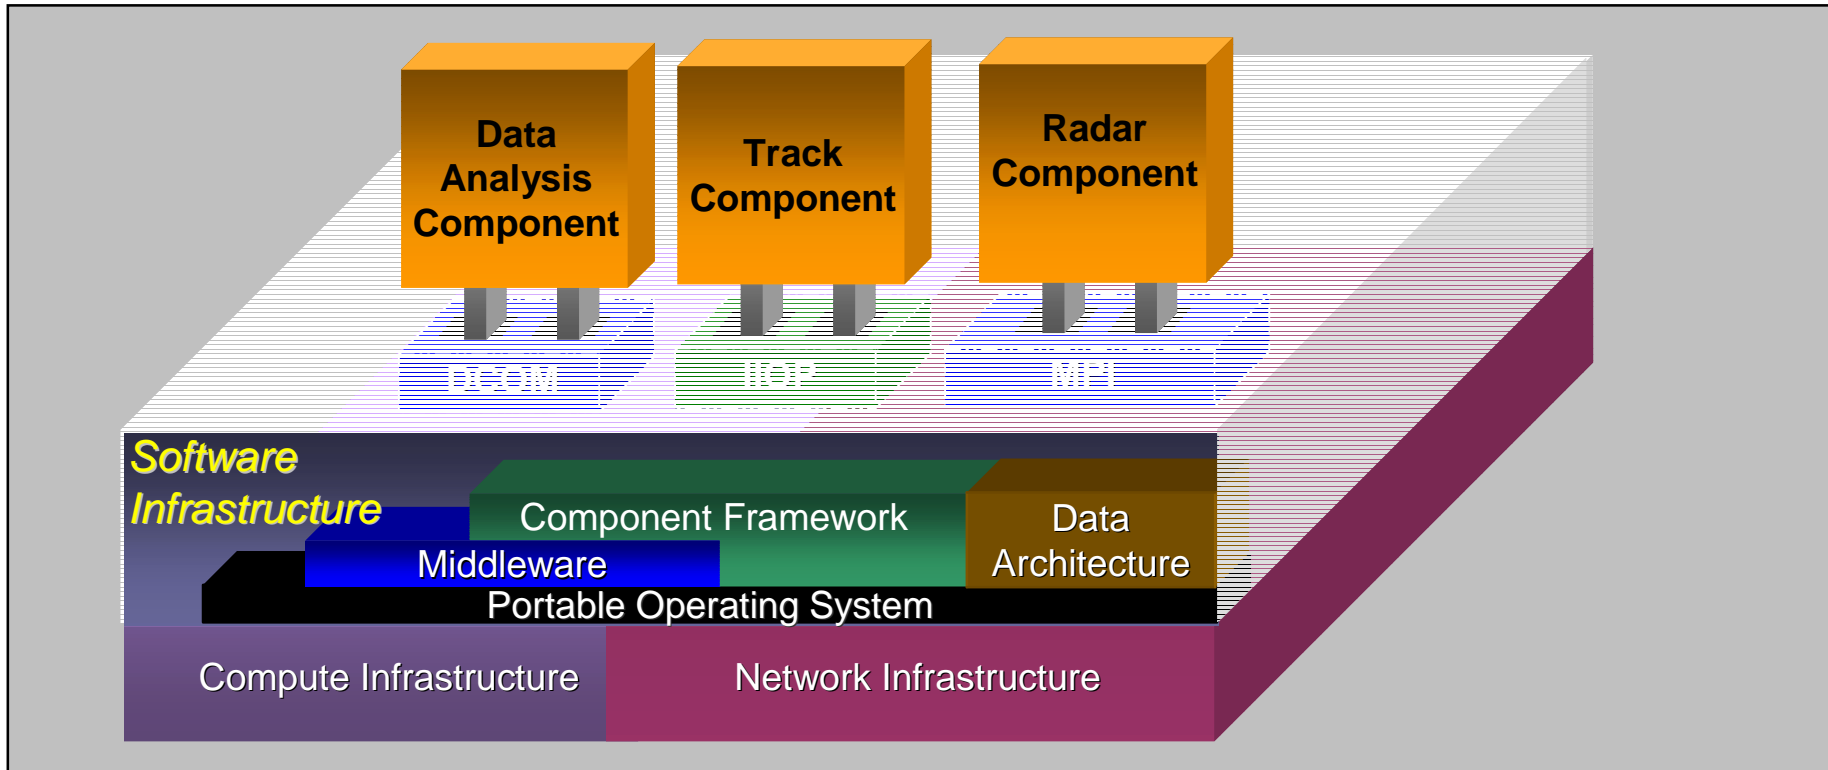 Data
Analysis
Component
Track
Component
Radar
Component
DCOM
IIOP
MPI
Software
Infrastructure
Component Framework
Data
Architecture
Middleware
Portable Operating System
Compute Infrastructure
Network Infrastructure